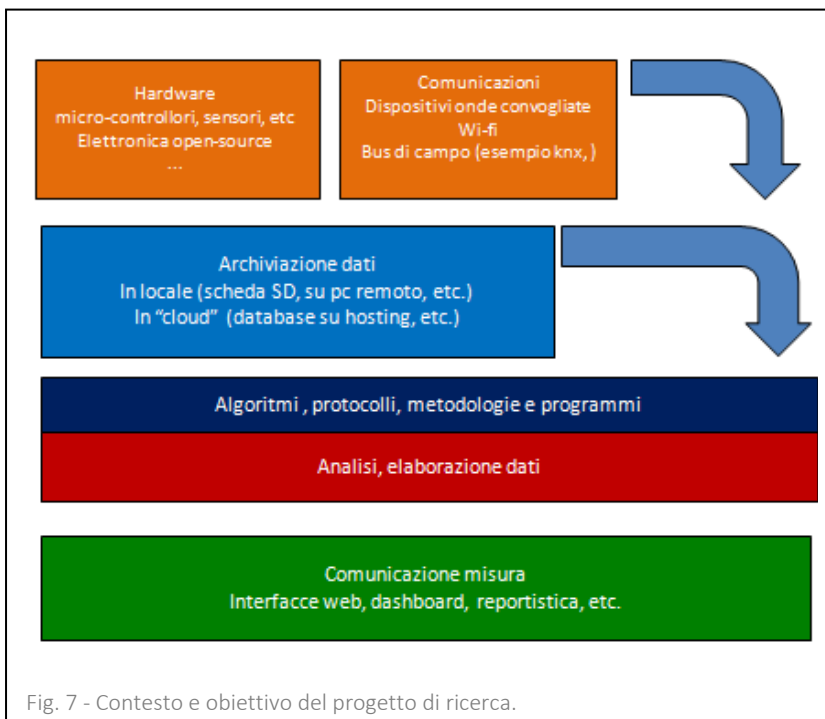 Hardware
micro-controllori, sensori, etc
Elettronica open-source
...
Comunicazioni
Dispositivi onde convogliate
Wi-fi
Bus di campo (esempio knx, )
Archiviazione dati
In locale (scheda SD, su pc remoto, etc.)
In “cloud” (database su hosting, etc.)
Algoritmi , protocolli, metodologie e programmi
Analisi, elaborazione dati
Comunicazione misura
Interfacce web, dashboard, reportistica, etc.
Fig. 7 - Contesto e obiettivo del progetto di ricerca.